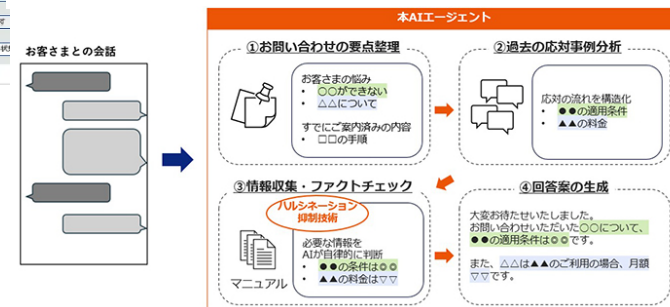 本AIエージェント
お客さまとの会話
①お問い合わせの要点整理
お客さまの悩み
• 〇〇ができない
• △△について
すでにご案内済みの内容
• □□の手順
②過去の応対事例分析
応対の流れを構造化
• ●●の適用条件
• ▲▲の料金
③情報収集・ファクトチェック
ハルシネーション
抑制技術
マニュアル
必要な情報を
AIが自律的に判断
• ●●の条件は◎◎
• ▲▲の料金は▽▽
④回答案の生成
大変お待たせいたしました。
お問い合わせいただいた〇〇について、
●●の適用条件は◎◎です。
また、△△は▲▲のご利用の場合、月額
▽▽です。